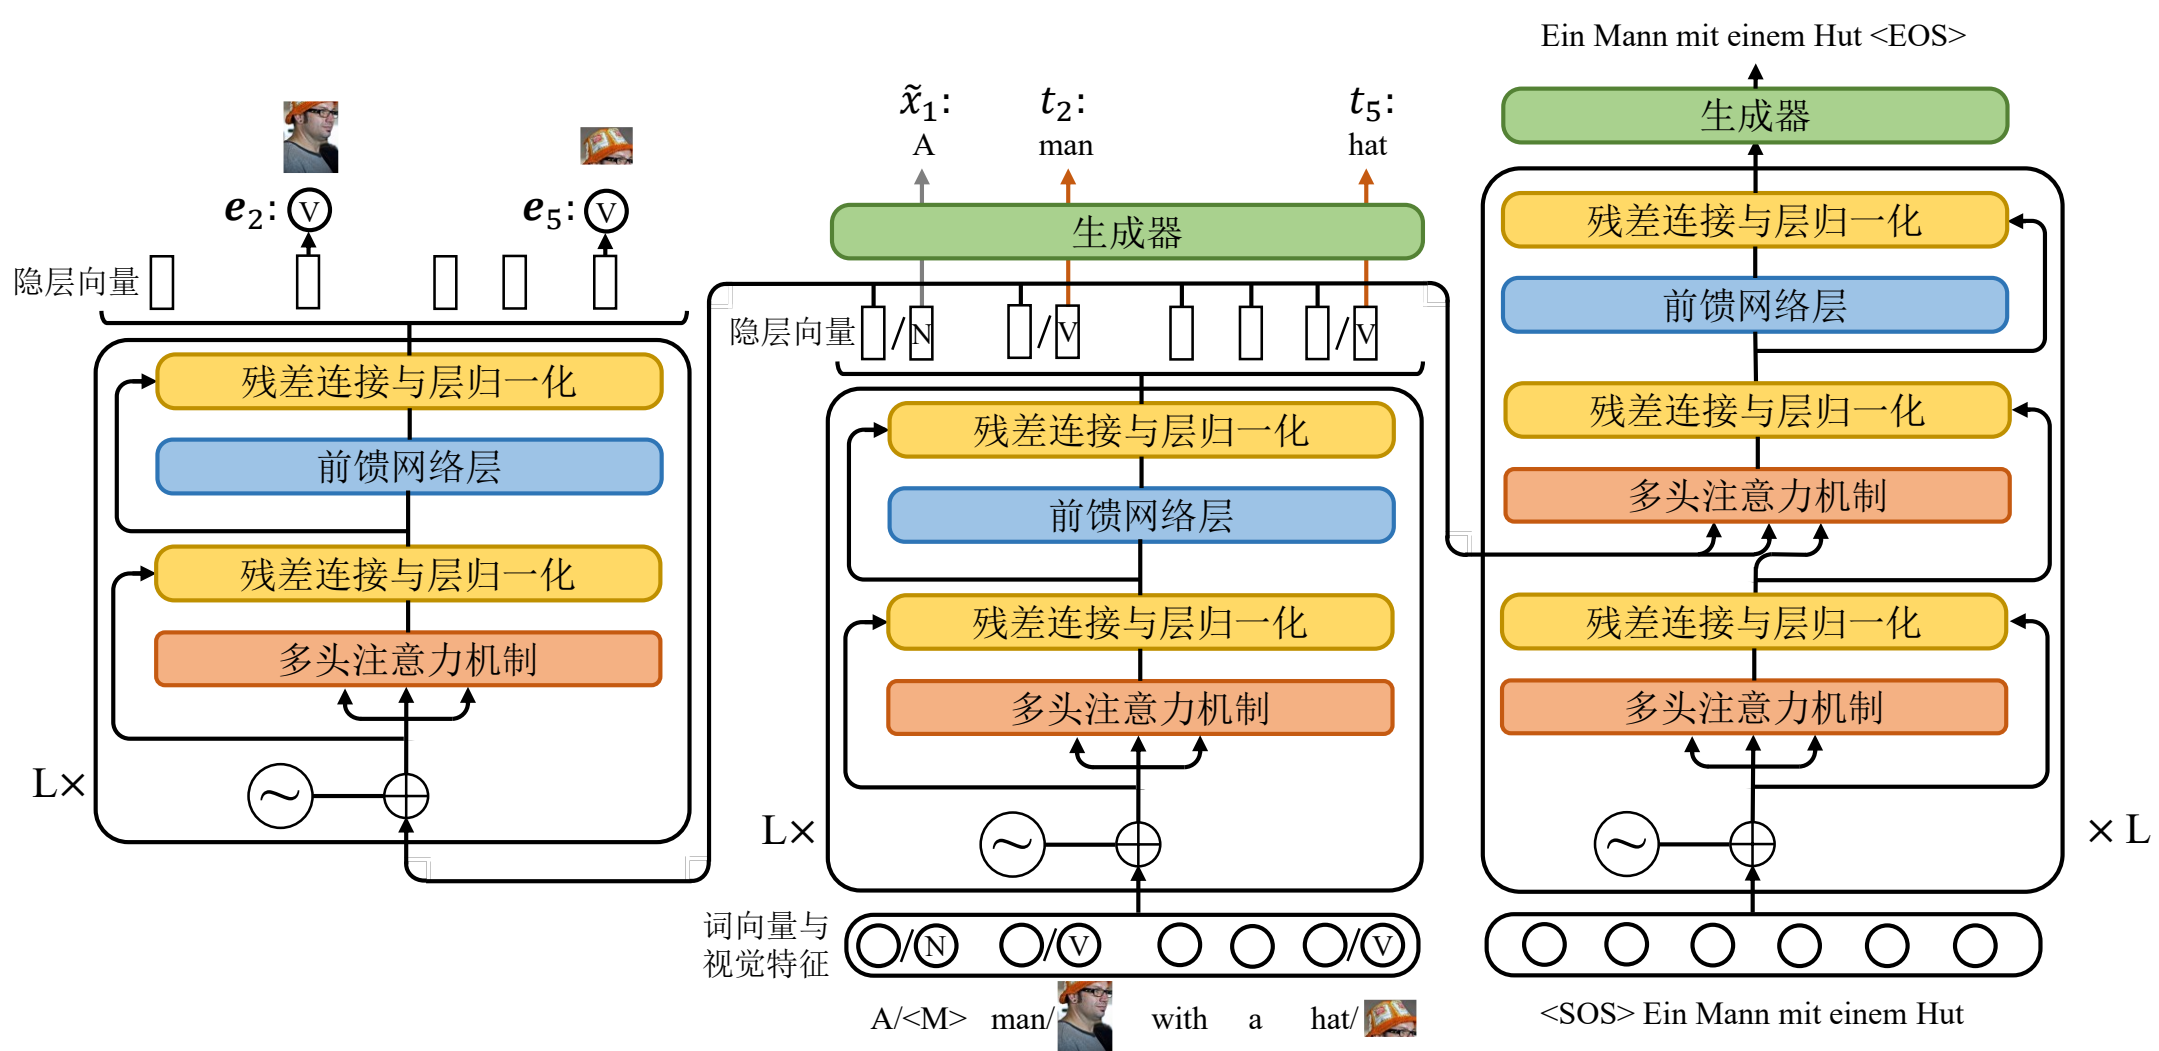 e₂: V
e₅: V
隐层向量
残差连接与层归一化
前馈网络层
残差连接与层归一化
多头注意力机制
L×
~
x̃₁:
A
t₂:
man
t₅:
hat
生成器
隐层向量
/ N
/ V
/ V
残差连接与层归一化
前馈网络层
残差连接与层归一化
多头注意力机制
L×
~
词向量与
视觉特征
/ N
/ V
/ V
A/<M> man/ with a hat/
Ein Mann mit einem Hut <EOS>
生成器
残差连接与层归一化
前馈网络层
残差连接与层归一化
多头注意力机制
残差连接与层归一化
多头注意力机制
× L
~
<SOS> Ein Mann mit einem Hut